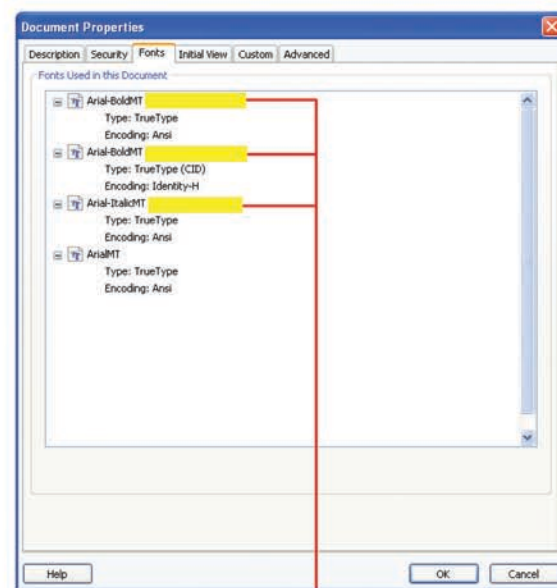 Document Properties
Description Security Fonts Initial View Custom Advanced
Fonts Used in this Document
Arial-BoldMT
Type: TrueType
Encoding: Ansi
Arial-BoldMT
Type: TrueType (CID)
Encoding: Identity-H
Arial-ItalicMT
Type: TrueType
Encoding: Ansi
ArialMT
Type: TrueType
Encoding: Ansi
Help OK Cancel